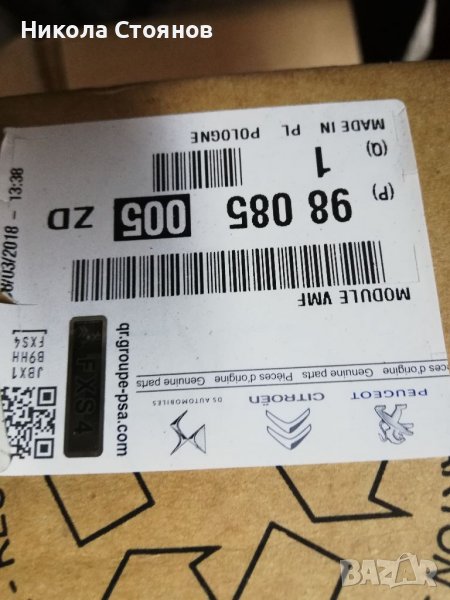 Никола Стоянов
PEUGEOT
CITROËN
DS AUTOMOBILES
Genuine parts Pièces d'origine Genuine parts
qr.groupe-psa.com
FXS4
JBX1
B9HH
FXS4
MODULE VMF
(P)
98 085 005 ZD
(Q)
1
MADE IN PL POLOGNE
/03/2018 - 13:38
BAZAR